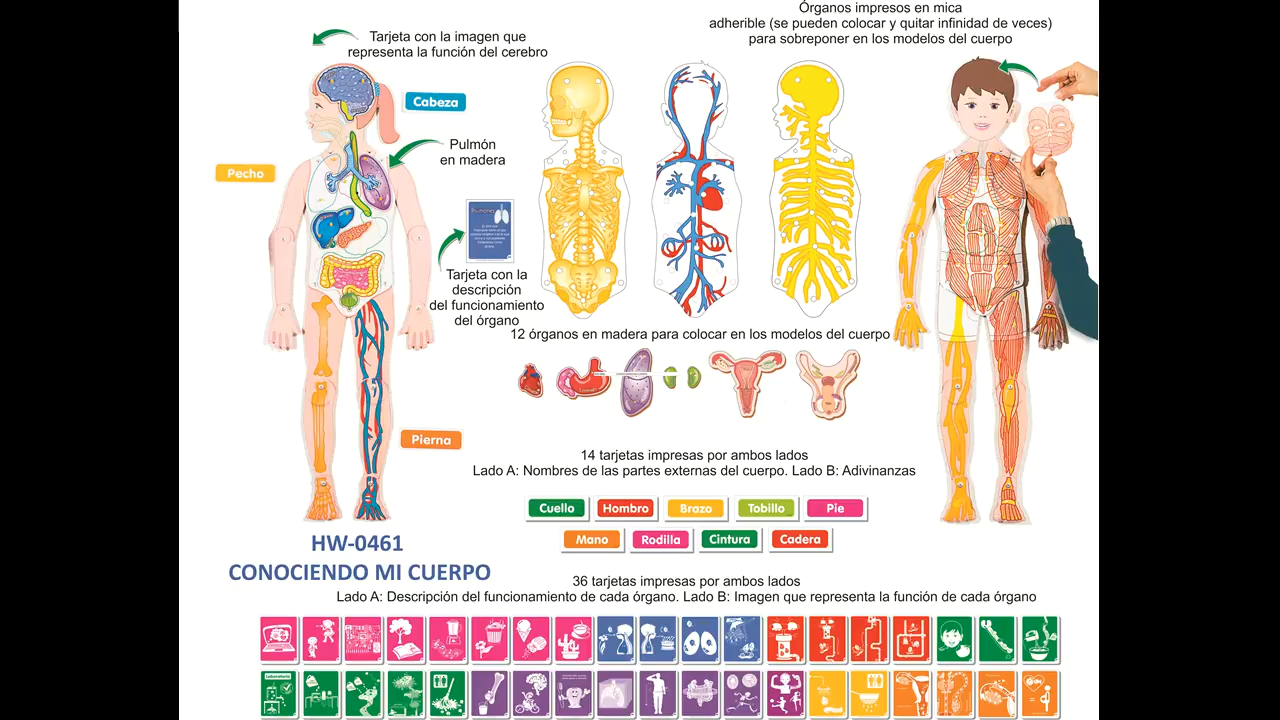 Órganos impresos en mica
adherible (se pueden colocar y quitar infinidad de veces)
para sobreponer en los modelos del cuerpo
Tarjeta con la imagen que
representa la función del cerebro
Cabeza
Pulmón
en madera
Pecho
Tarjeta con la
descripción
del funcionamiento
del órgano
12 órganos en madera para colocar en los modelos del cuerpo
Pierna
14 tarjetas impresas por ambos lados
Lado A: Nombres de las partes externas del cuerpo. Lado B: Adivinanzas
Cuello
Hombro
Brazo
Tobillo
Pie
Mano
Rodilla
Cintura
Cadera
HW-0461
CONOCIENDO MI CUERPO
36 tarjetas impresas por ambos lados
Lado A: Descripción del funcionamiento de cada órgano. Lado B: Imagen que representa la función de cada órgano
Laboratorio